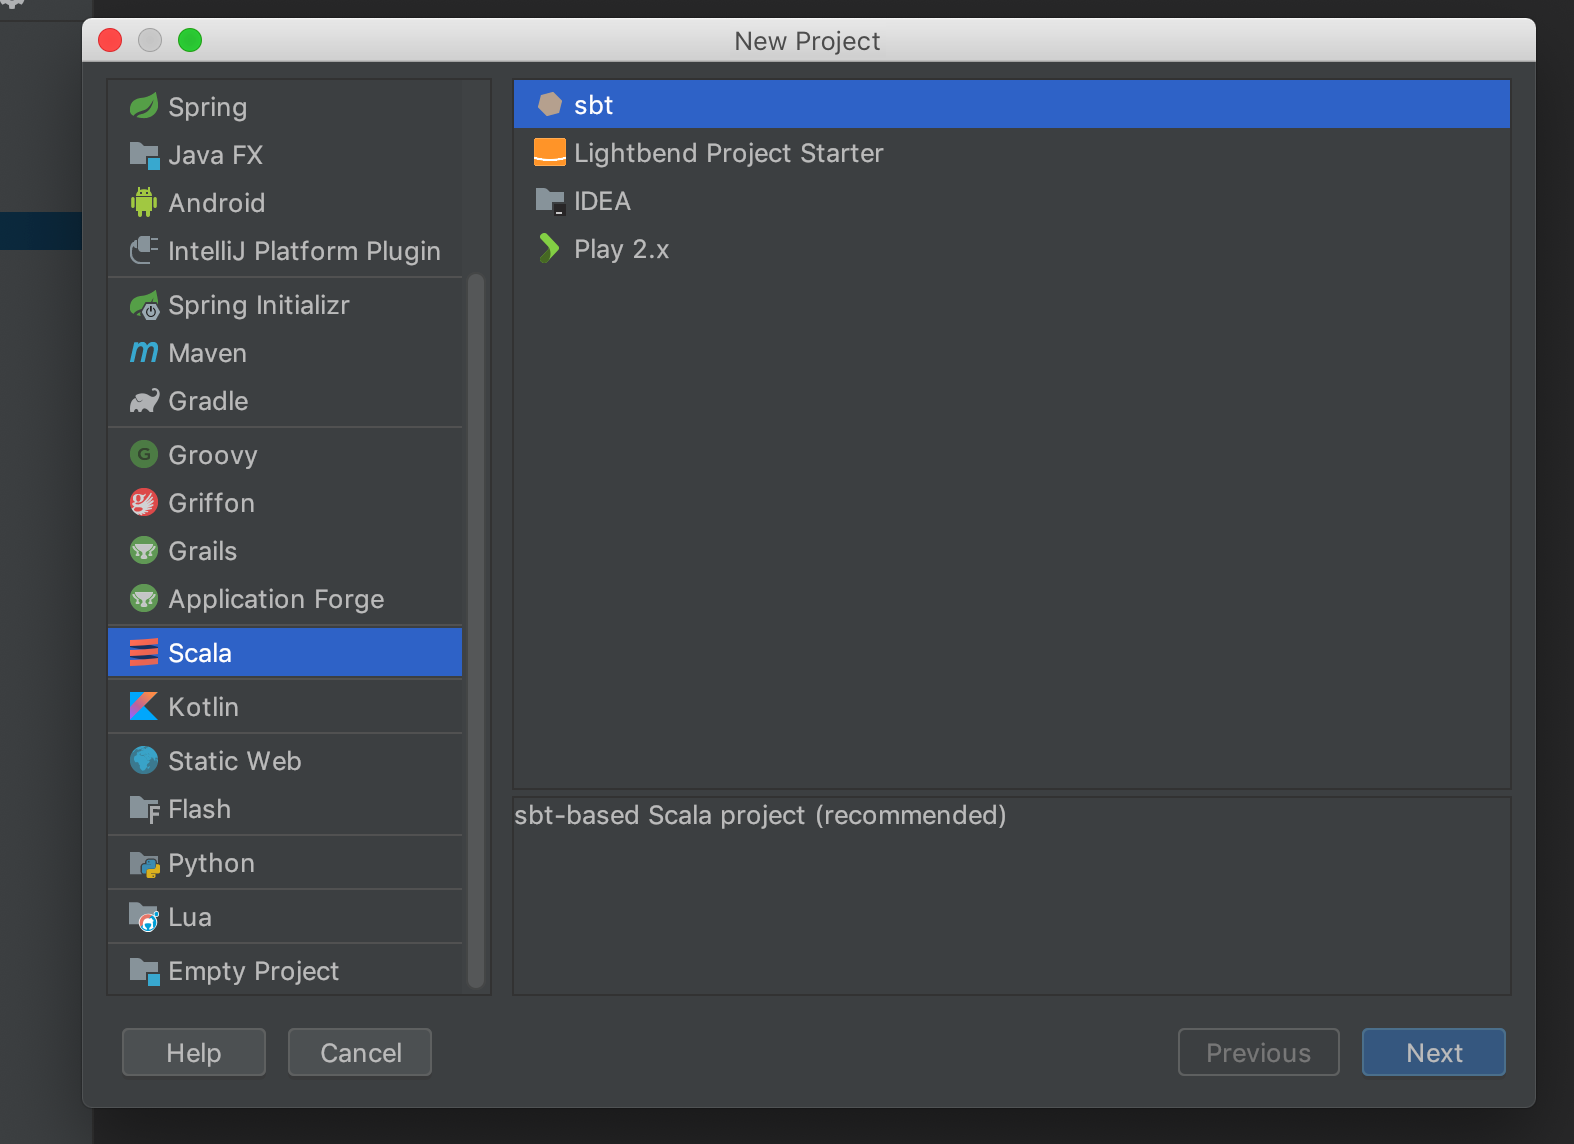 New Project
Spring
Java FX
Android
IntelliJ Platform Plugin
Spring Initializr
Maven
Gradle
Groovy
Griffon
Grails
Application Forge
Scala
Kotlin
Static Web
Flash
Python
Lua
Empty Project
sbt
Lightbend Project Starter
IDEA
Play 2.x
sbt-based Scala project (recommended)
Help
Cancel
Previous
Next